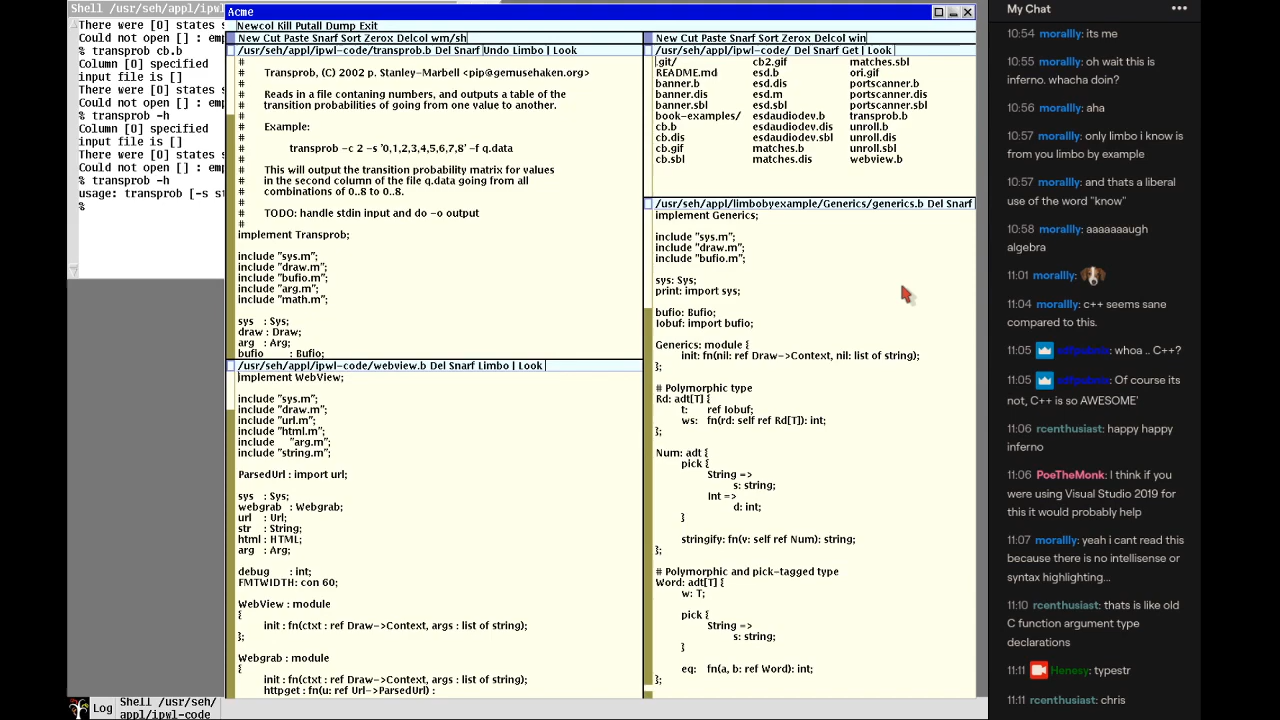 Shell /usr/seh/appl/ipw
There were [0] states s
Could not open [] : emp
% transprob cb.b
Column [0] specified
input file is []
There were [0] states s
Could not open [] : emp
% transprob -h
Column [0] specified
input file is []
There were [0] states s
Could not open [] : emp
% transprob -h
usage: transprob [-s st
%
Acme
Newcol Kill Putall Dump Exit
New Cut Paste Snarf Sort Zerox Delcol wm/sh
/usr/seh/appl/ipwl-code/transprob.b Del Snarf Undo Limbo | Look
#
# Transprob, (C) 2002 p. Stanley-Marbell <pip@gemusehaken.org>
#
# Reads in a file contaning numbers, and outputs a table of the
# transition probabilities of going from one value to another.
#
# Example:
#
# transprob -c 2 -s '0,1,2,3,4,5,6,7,8' -f q.data
#
# This will output the transition probability matrix for values
# in the second column of the file q.data going from all
# combinations of 0..8 to 0..8.
#
# TODO: handle stdin input and do -o output
#
implement Transprob;
include "sys.m";
include "draw.m";
include "bufio.m";
include "arg.m";
include "math.m";
sys : Sys;
draw : Draw;
arg : Arg;
bufio : Bufio;
/usr/seh/appl/ipwl-code/webview.b Del Snarf Limbo | Look
implement WebView;
include "sys.m";
include "draw.m";
include "url.m";
include "html.m";
include "arg.m";
include "string.m";
ParsedUrl : import url;
sys : Sys;
webgrab : Webgrab;
url : Url;
str : String;
html : HTML;
arg : Arg;
debug : int;
FMTWIDTH: con 60;
WebView : module
{
init : fn(ctxt : ref Draw->Context, args : list of string);
};
Webgrab : module
{
init : fn(ctxt : ref Draw->Context, args : list of string);
httpget : fn(u: ref Url->ParsedUrl) :
New Cut Paste Snarf Sort Zerox Delcol win
/usr/seh/appl/ipwl-code/ Del Snarf Get | Look
.git/ cb2.gif matches.sbl
README.md esd.b ori.gif
banner.b esd.dis portscanner.b
banner.dis esd.m portscanner.dis
banner.sbl esd.sbl portscanner.sbl
book-examples/ esdaudiodev.b transprob.b
cb.b esdaudiodev.dis unroll.b
cb.dis esdaudiodev.sbl unroll.dis
cb.gif matches.b unroll.sbl
cb.sbl matches.dis webview.b
/usr/seh/appl/limbobyexample/Generics/generics.b Del Snarf
implement Generics;
include "sys.m";
include "draw.m";
include "bufio.m";
sys: Sys;
print: import sys;
bufio: Bufio;
Iobuf: import bufio;
Generics: module {
init: fn(nil: ref Draw->Context, nil: list of string);
};
# Polymorphic type
Rd: adt[T] {
t: ref Iobuf;
ws: fn(rd: self ref Rd[T]): int;
};
Num: adt {
pick {
String =>
s: string;
Int =>
d: int;
}
stringify: fn(v: self ref Num): string;
};
# Polymorphic and pick-tagged type
Word: adt[T] {
w: T;
pick {
String =>
s: string;
}
eq: fn(a, b: ref Word): int;
};
Log
Shell /usr/seh/
appl/ipwl-code
My Chat
10:54 morallly: its me
10:55 morallly: oh wait this is
inferno. whacha doin?
10:56 morallly: aha
10:57 morallly: only limbo i know is
from you limbo by example
10:57 morallly: and thats a liberal
use of the word "know"
10:58 morallly: aaaaaaaugh
algebra
11:01 morallly:
11:04 morallly: c++ seems sane
compared to this.
11:05 : whoa .. C++?
11:05 : Of course its
not, C++ is so AWESOME'
11:06 rcenthusiast: happy happy
inferno
11:06 PoeTheMonk: I think if you
were using Visual Studio 2019 for
this it would probably help
11:07 morallly: yeah i cant read this
because there is no intellisense or
syntax highlighting...
11:10 rcenthusiast: thats is like old
C function argument type
declarations
11:11 Henesy: typestr
11:11 rcenthusiast: chris